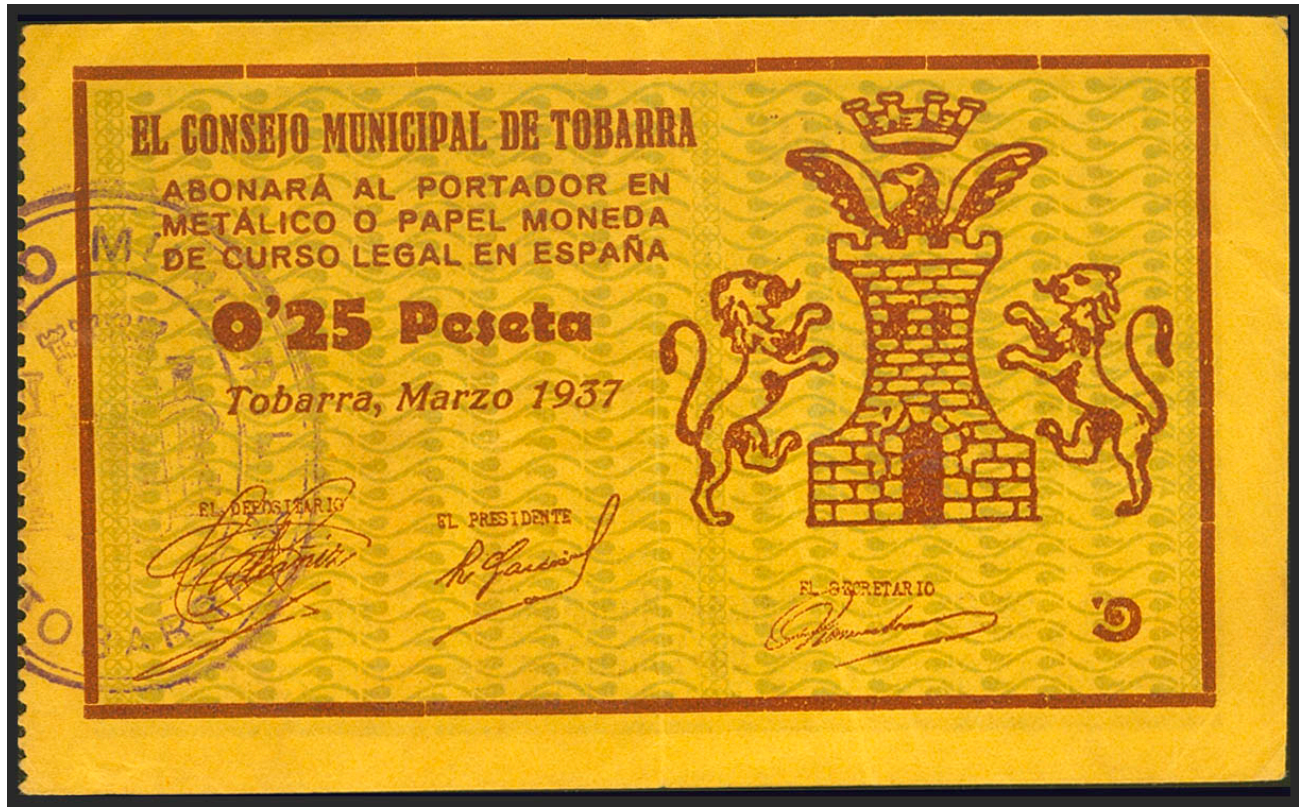 EL CONSEJO MUNICIPAL DE TOBARRA
ABONARÁ AL PORTADOR EN
METÁLICO O PAPEL MONEDA
DE CURSO LEGAL EN ESPAÑA
0'25 Peseta
Tobarra, Marzo 1937
EL DEPOSITARIO
EL PRESIDENTE
EL SECRETARIO